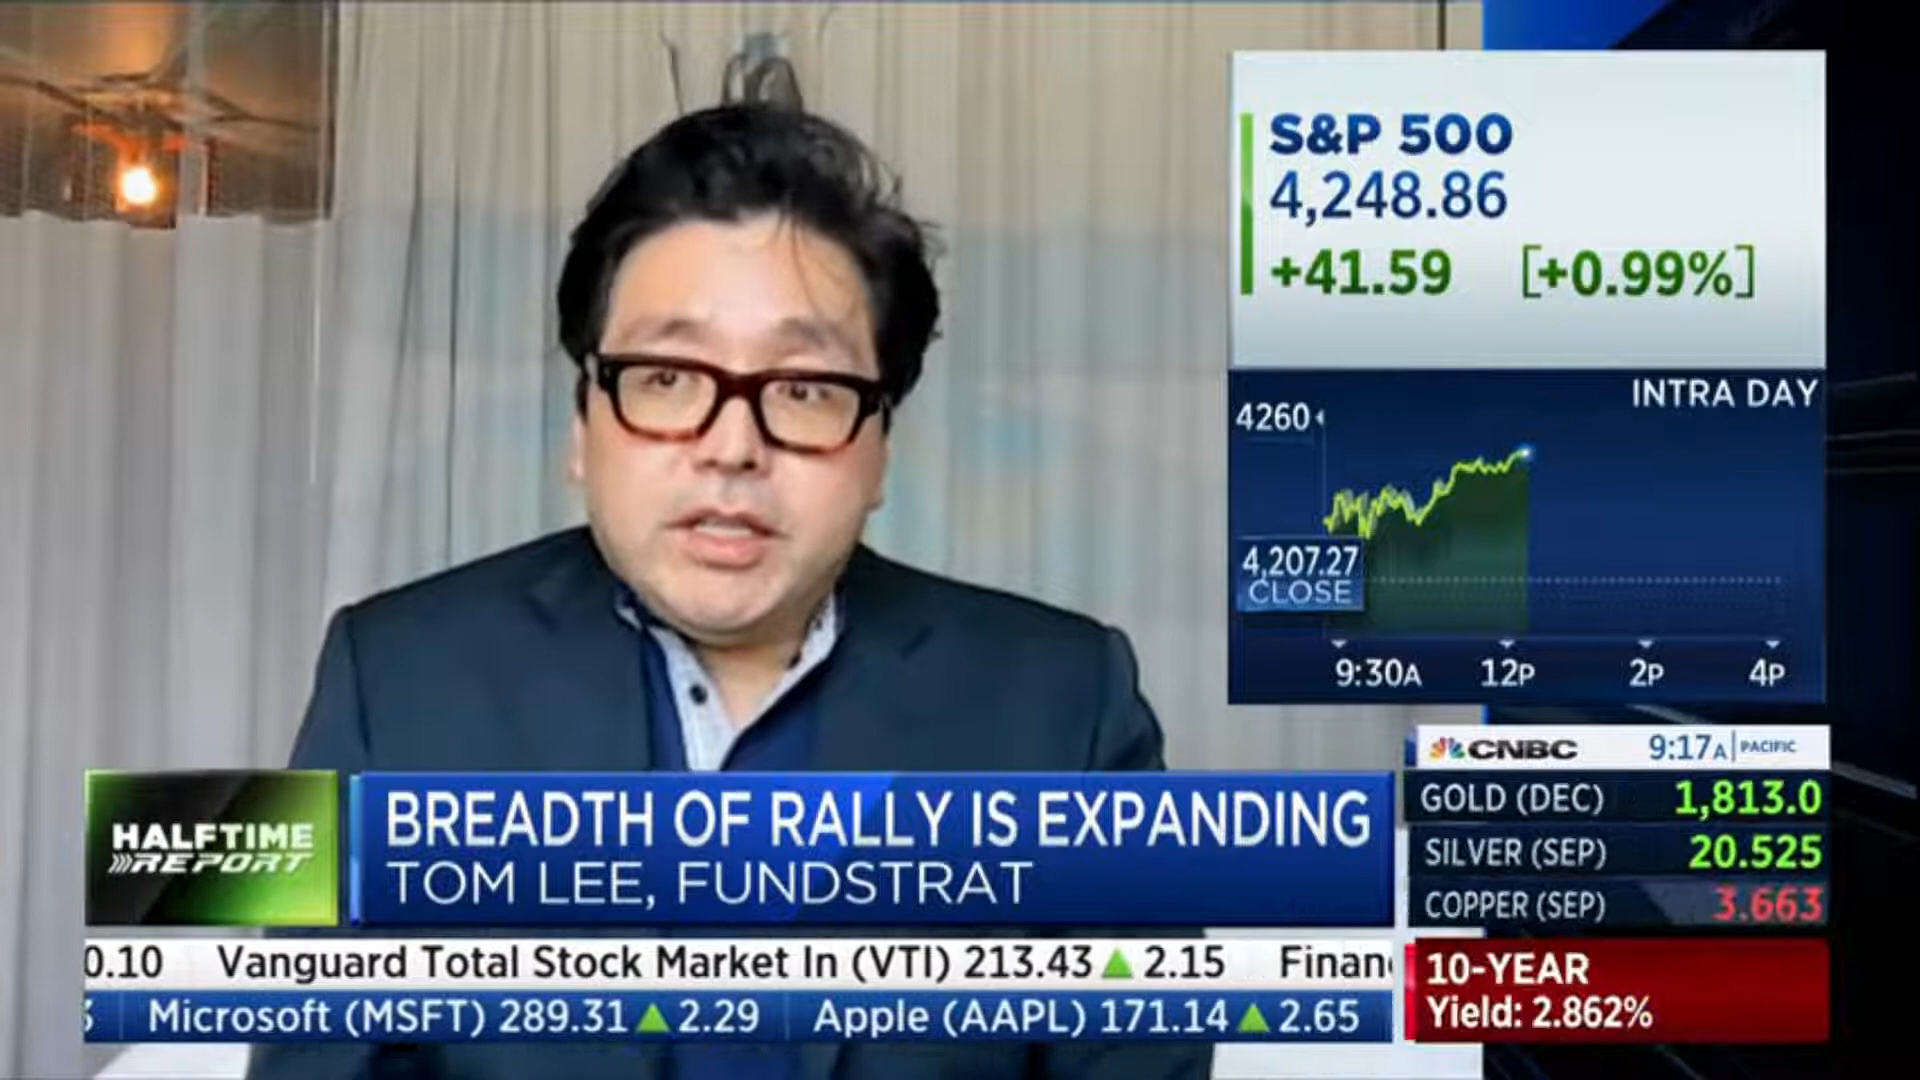 S&P 500
4,248.86
+41.59 [+0.99%]
INTRA DAY
4260
4,207.27
CLOSE
9:30A 12P 2P 4P
CNBC 9:17A PACIFIC
GOLD (DEC) 1,813.0
SILVER (SEP) 20.525
COPPER (SEP) 3.663
10-YEAR
Yield: 2.862%
HALFTIME
REPORT
BREADTH OF RALLY IS EXPANDING
TOM LEE, FUNDSTRAT
0.10 Vanguard Total Stock Market In (VTI) 213.43 ▲ 2.15 Finan
Microsoft (MSFT) 289.31 ▲ 2.29 Apple (AAPL) 171.14 ▲ 2.65